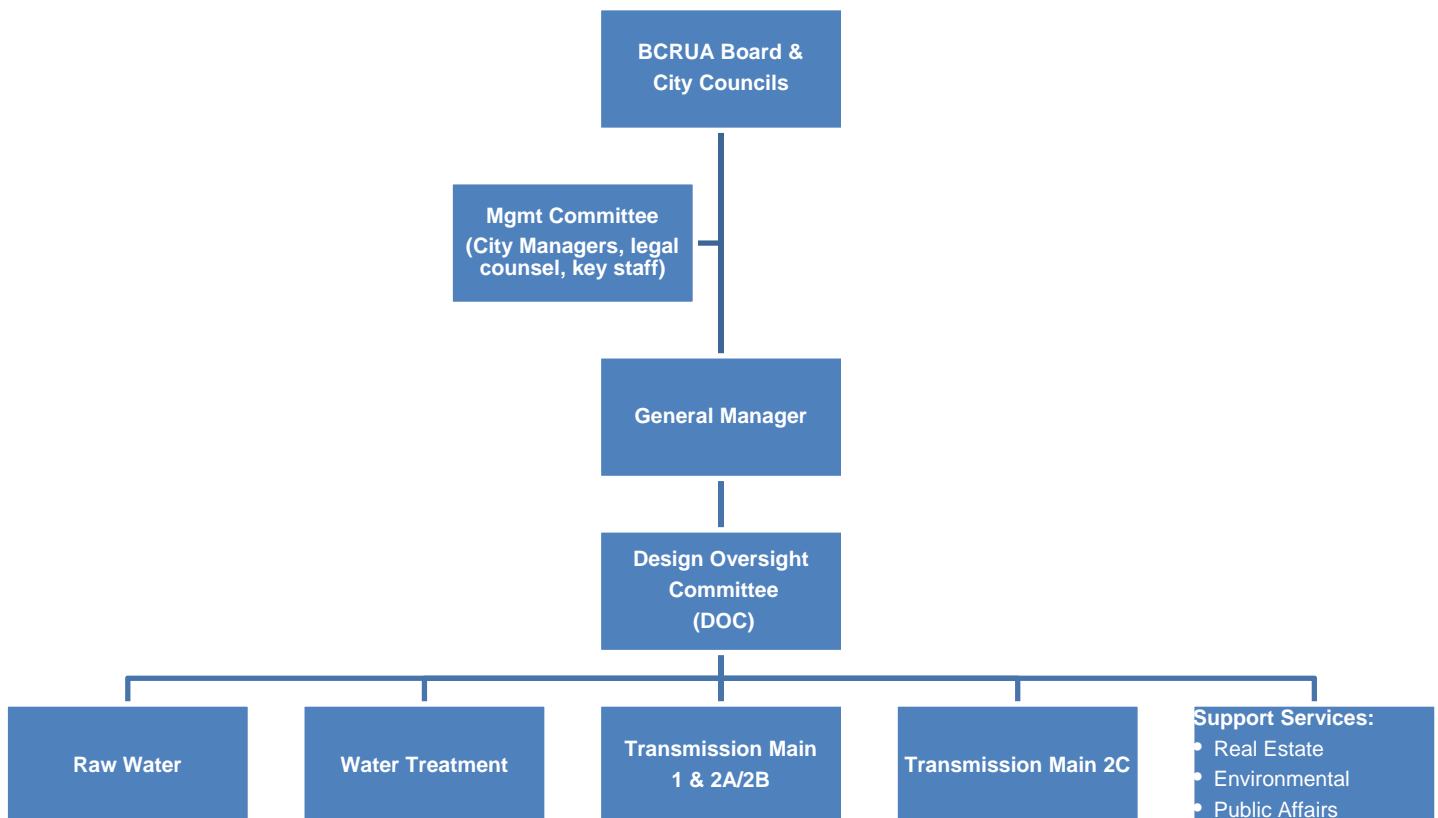 BCRUA Board &
City Councils
Mgmt Committee
(City Managers, legal
counsel, key staff)
General Manager
Design Oversight
Committee
(DOC)
Raw Water
Water Treatment
Transmission Main
1 & 2A/2B
Transmission Main 2C
Support Services:
• Real Estate
• Environmental
• Public Affairs